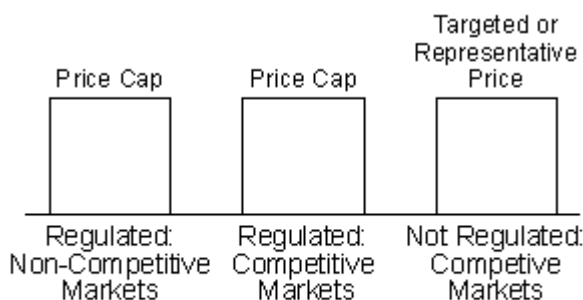 Targeted or
Representative
Price Cap Price Cap Price
Regulated: Regulated: Not Regulated:
Non-Competitive Competitive Competive
Markets Markets Markets